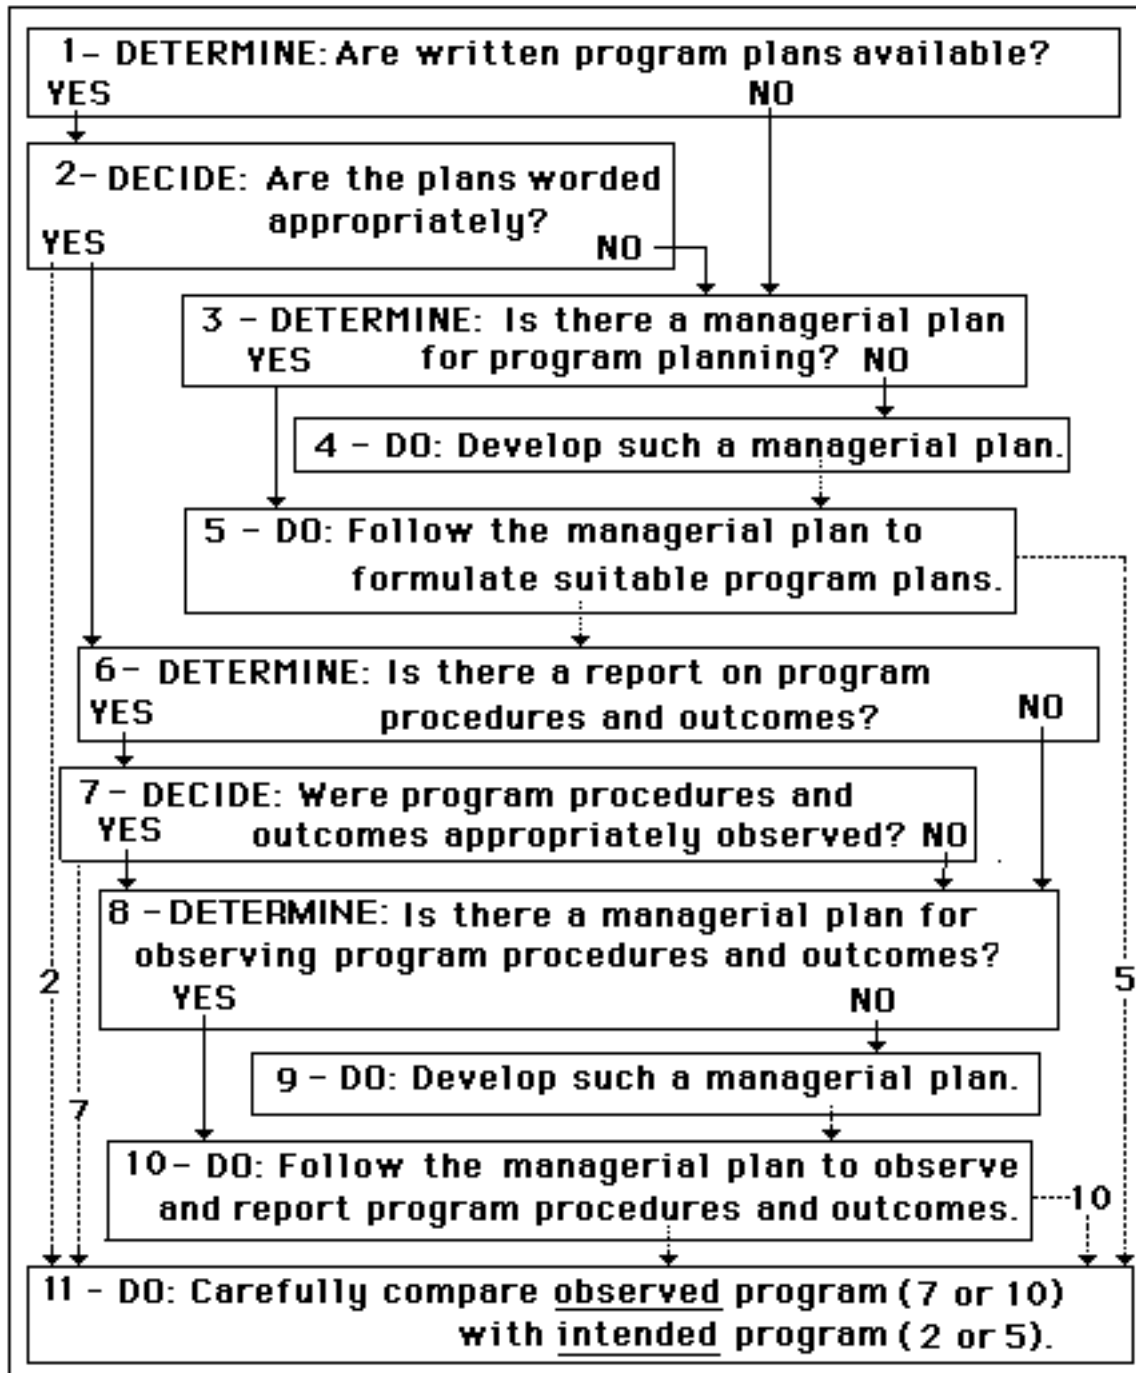 1- DETERMINE: Are written program plans available?
YES NO
2- DECIDE: Are the plans worded
appropriately?
YES NO
3 - DETERMINE: Is there a managerial plan
YES for program planning? NO
4 - DO: Develop such a managerial plan.
5 - DO: Follow the managerial plan to
formulate suitable program plans.
6- DETERMINE: Is there a report on program
YES procedures and outcomes? NO
7- DECIDE: Were program procedures and
YES outcomes appropriately observed? NO
8 - DETERMINE: Is there a managerial plan for
observing program procedures and outcomes?
2 5
YES NO
9 - DO: Develop such a managerial plan.
7
10- DO: Follow the managerial plan to observe
and report program procedures and outcomes.
10
11 - DO: Carefully compare observed program (7 or 10)
with intended program (2 or 5).